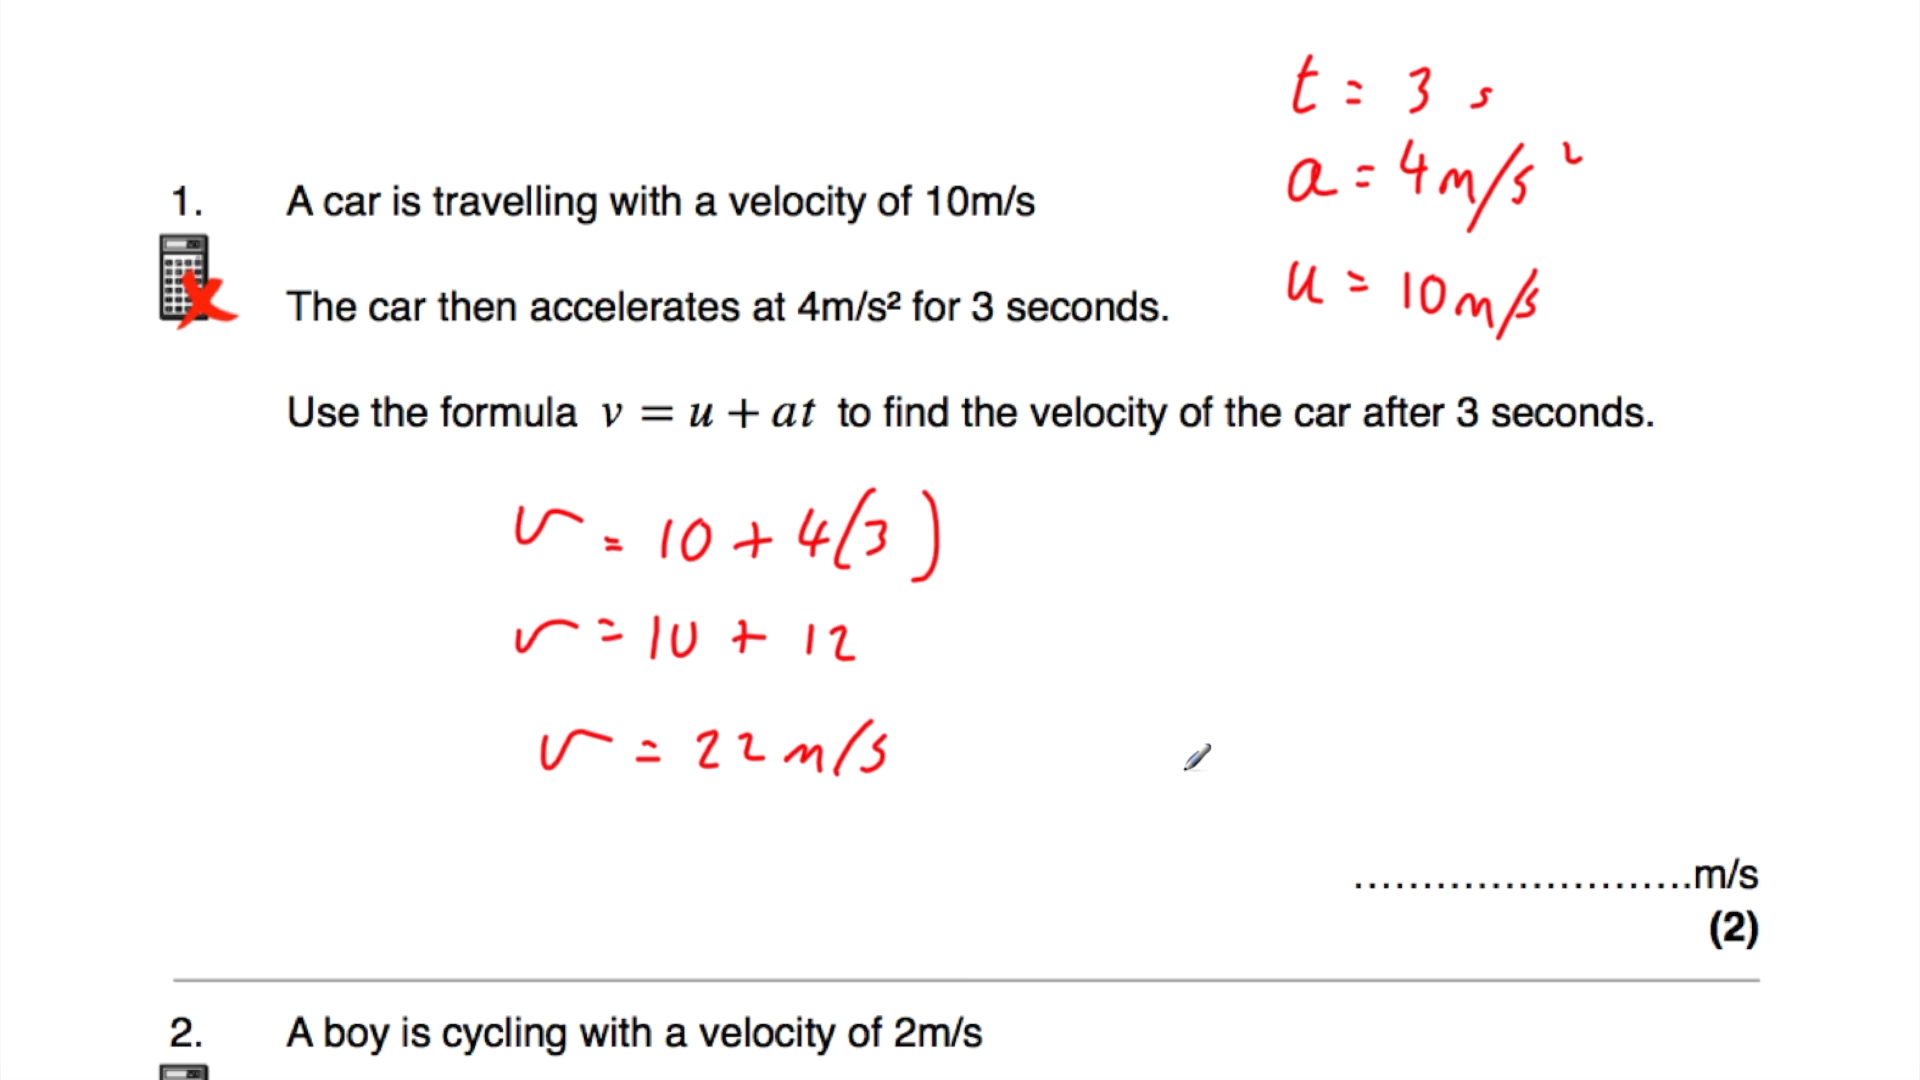 t = 3 s
a = 4m/s²
1. A car is travelling with a velocity of 10m/s
u = 10m/s
The car then accelerates at 4m/s² for 3 seconds.
Use the formula v = u + at to find the velocity of the car after 3 seconds.
v = 10 + 4(3)
v = 10 + 12
v = 22 m/s
.........................m/s
(2)
2. A boy is cycling with a velocity of 2m/s